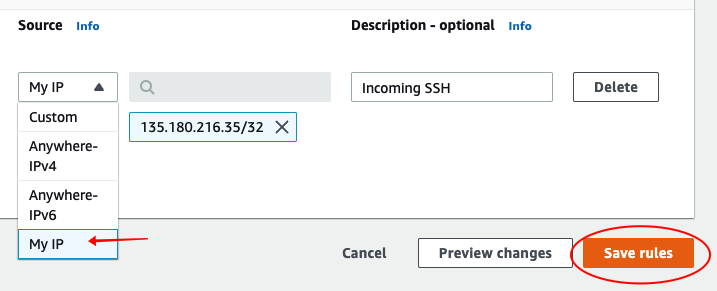 Source Info
Description - optional Info
My IP
Incoming SSH
Delete
Custom
135.180.216.35/32
Anywhere-
IPv4
Anywhere-
IPv6
My IP
Cancel
Preview changes
Save rules